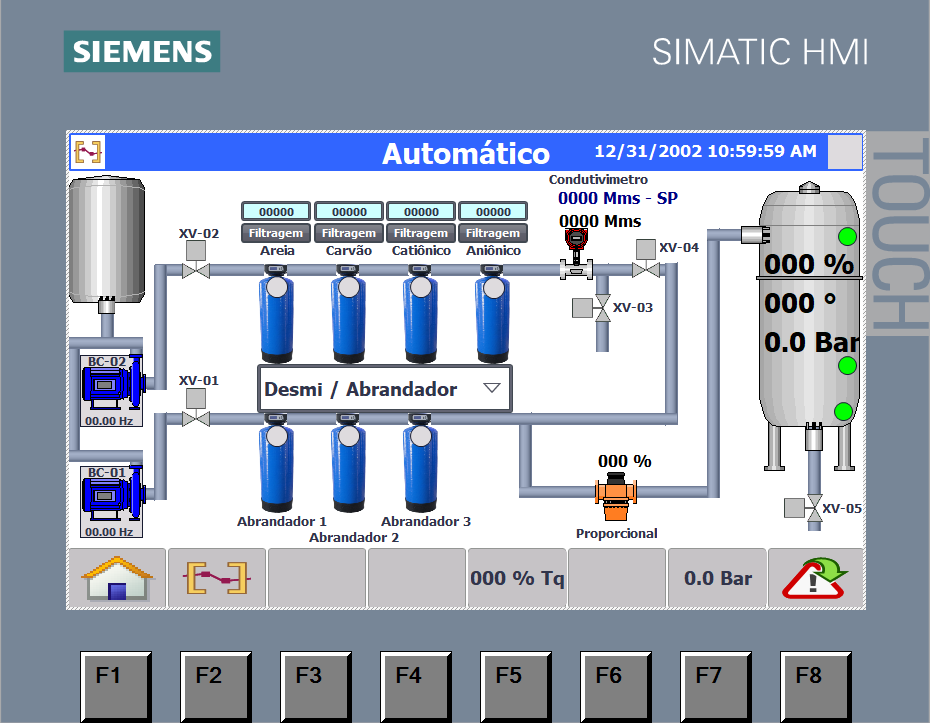 SIEMENS
SIMATIC HMI
TOUCH
Automático
12/31/2002 10:59:59 AM
Condutivimetro
0000 Mms - SP
0000 Mms
00000 00000 00000 00000
Filtragem Filtragem Filtragem Filtragem
Areia Carvão Catiônico Aniônico
XV-02
XV-04
XV-03
000 %
000 °
0.0 Bar
BC-02
00.00 Hz
XV-01
Desmi / Abrandador
BC-01
00.00 Hz
000 %
Proporcional
XV-05
Abrandador 1
Abrandador 2
Abrandador 3
000 % Tq
0.0 Bar
F1 F2 F3 F4 F5 F6 F7 F8